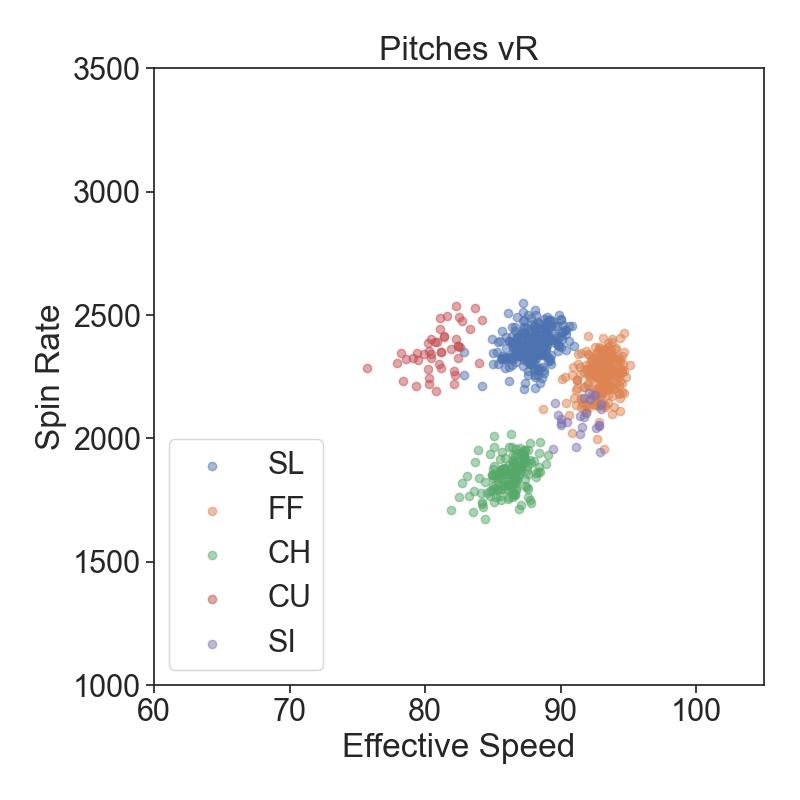 Pitches vR
3500
3000
2500
2000
1500
1000
Spin Rate
SL
FF
CH
CU
SI
60 70 80 90 100
Effective Speed